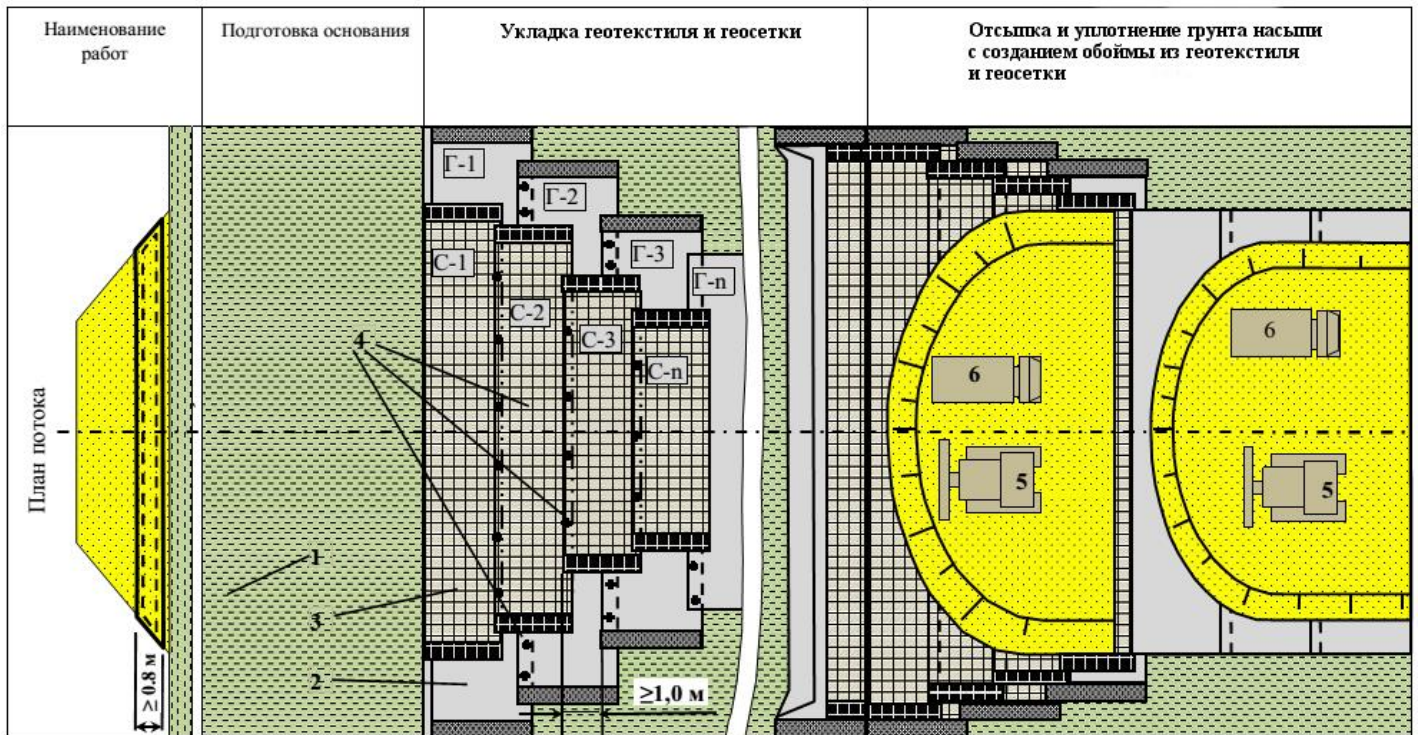 Наименование
работ
Подготовка основания
Укладка геотекстиля и геосетки
Отсыпка и уплотнение грунта насыпи
с созданием обоймы из геотекстиля
и геосетки
План потока
≥ 0.8 м
Г-1
Г-2
Г-3
Г-n
С-1
С-2
С-3
С-n
4
1
3
2
≥1,0 м
6
5
6
5